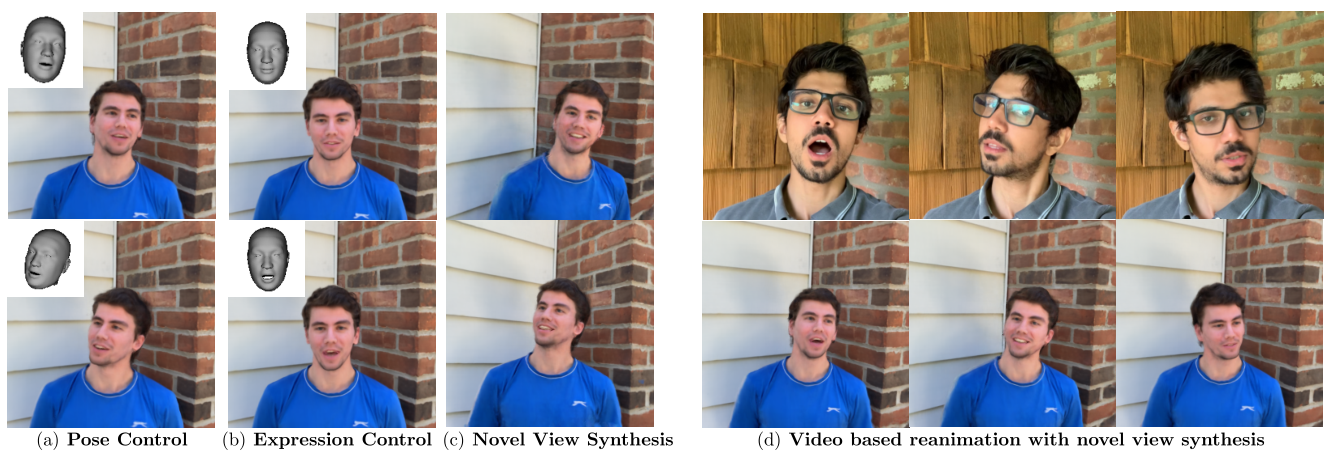 (a) Pose Control
(b) Expression Control
(c) Novel View Synthesis
(d) Video based reanimation with novel view synthesis